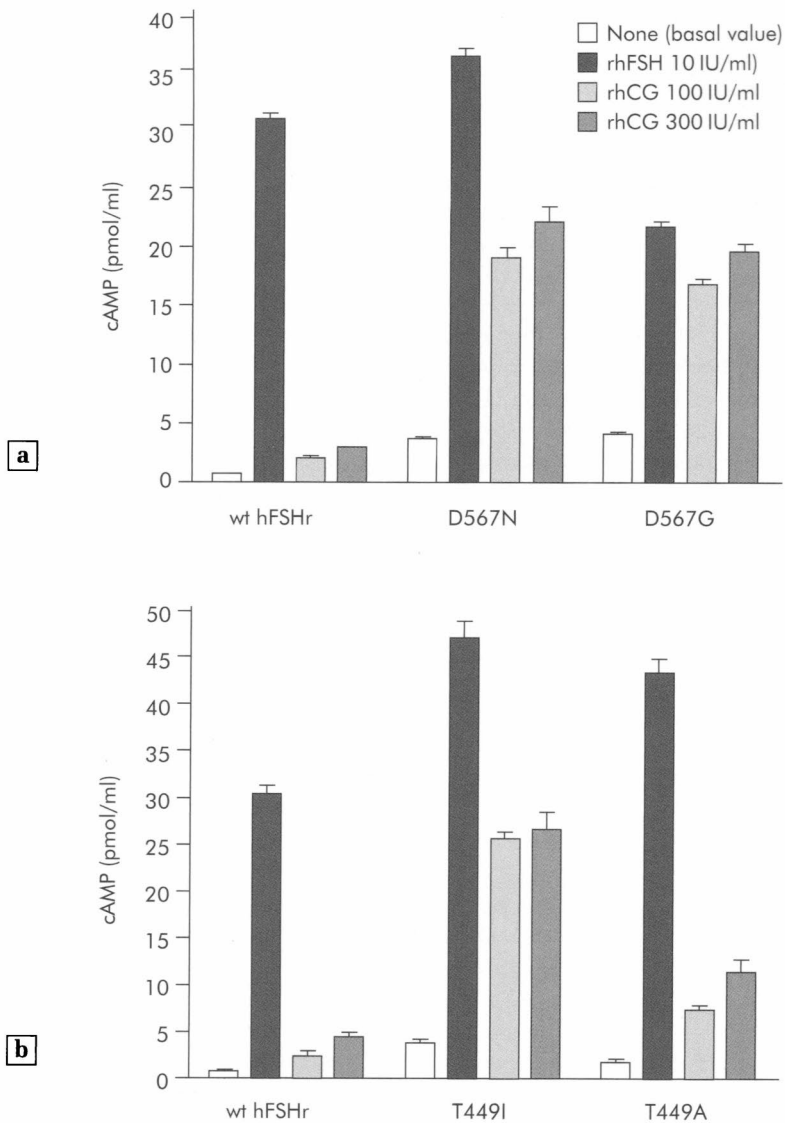 40
35
30
25
20
15
10
5
0
cAMP (pmol/ml)
None (basal value)
rhFSH 10 IU/ml)
rhCG 100 IU/ml
rhCG 300 IU/ml
a
wt hFSHr
D567N
D567G
50
45
40
35
30
25
20
15
10
5
0
cAMP (pmol/ml)
b
wt hFSHr
T449I
T449A